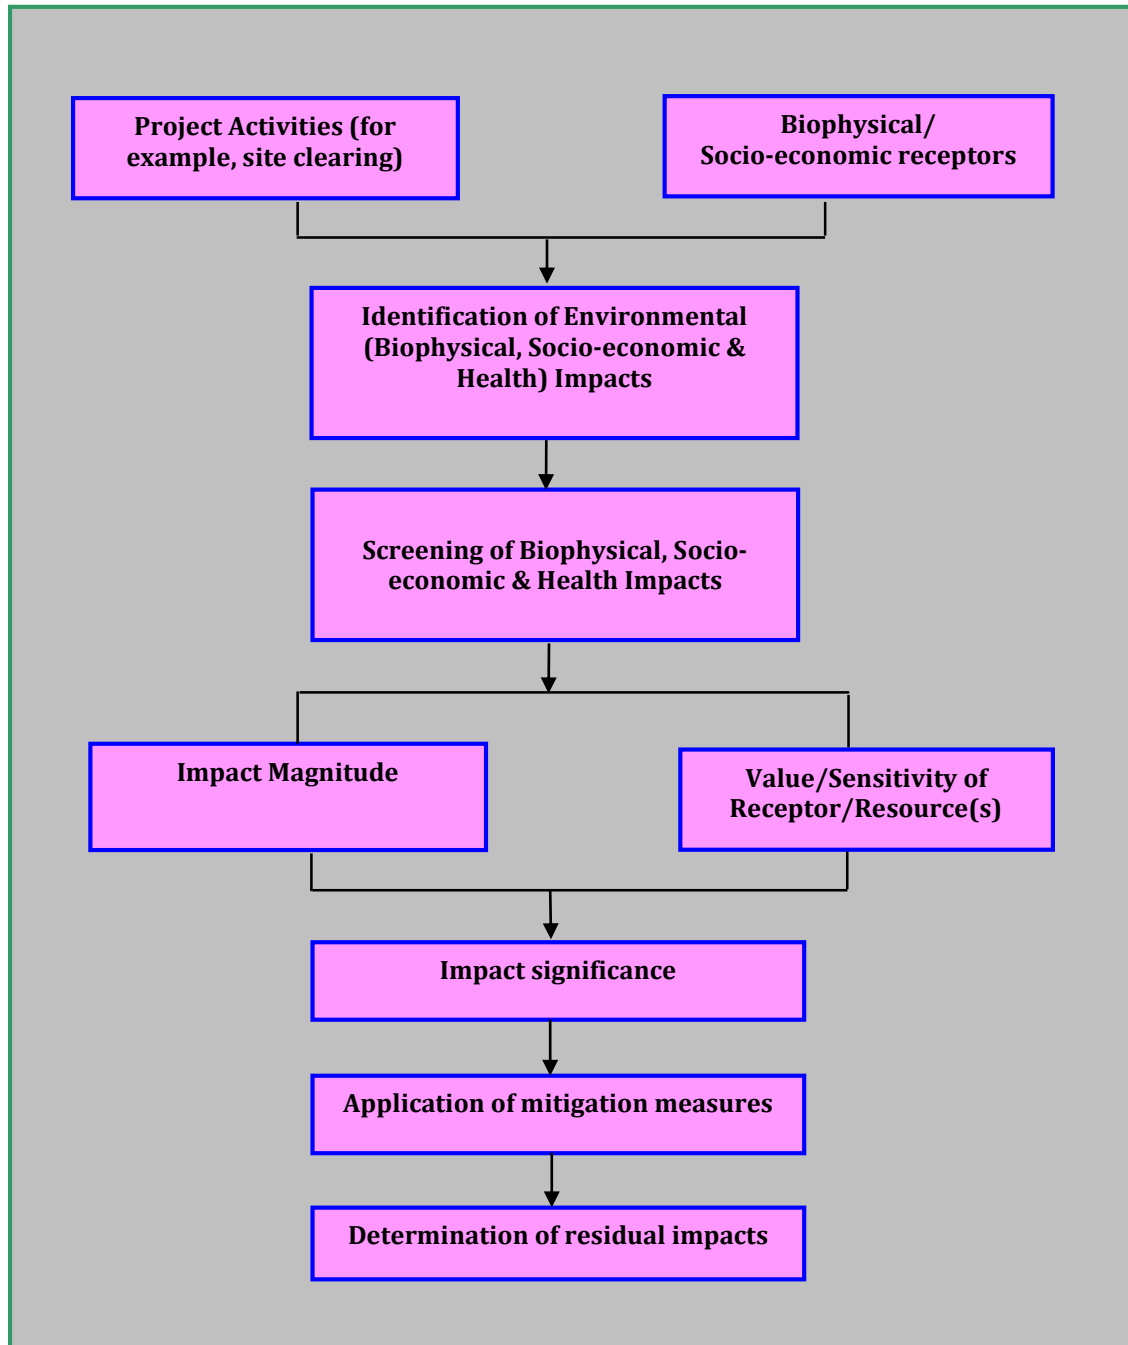 Project Activities (for
example, site clearing)
Biophysical/
Socio-economic receptors
Identification of Environmental
(Biophysical, Socio-economic &
Health) Impacts
Screening of Biophysical, Socio-
economic & Health Impacts
Impact Magnitude
Value/Sensitivity of
Receptor/Resource(s)
Impact significance
Application of mitigation measures
Determination of residual impacts